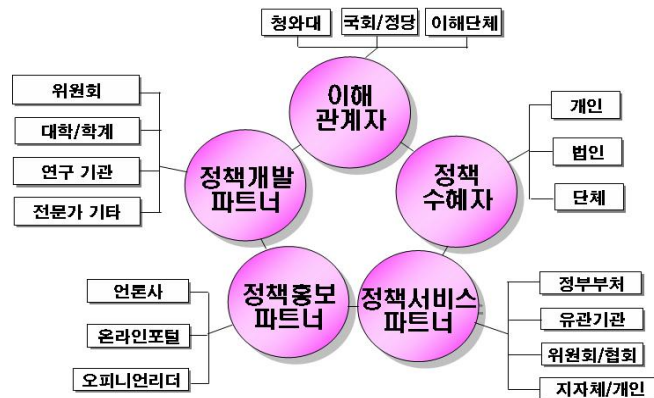 청와대
국회/정당
이해단체
이해
관계자
위원회
대학/학계
연구 기관
전문가 기타
정책개발
파트너
개인
법인
단체
정책
수혜자
언론사
온라인포털
오피니언리더
정책홍보
파트너
정책서비스
파트너
정부부처
유관기관
위원회/협회
지자체/개인